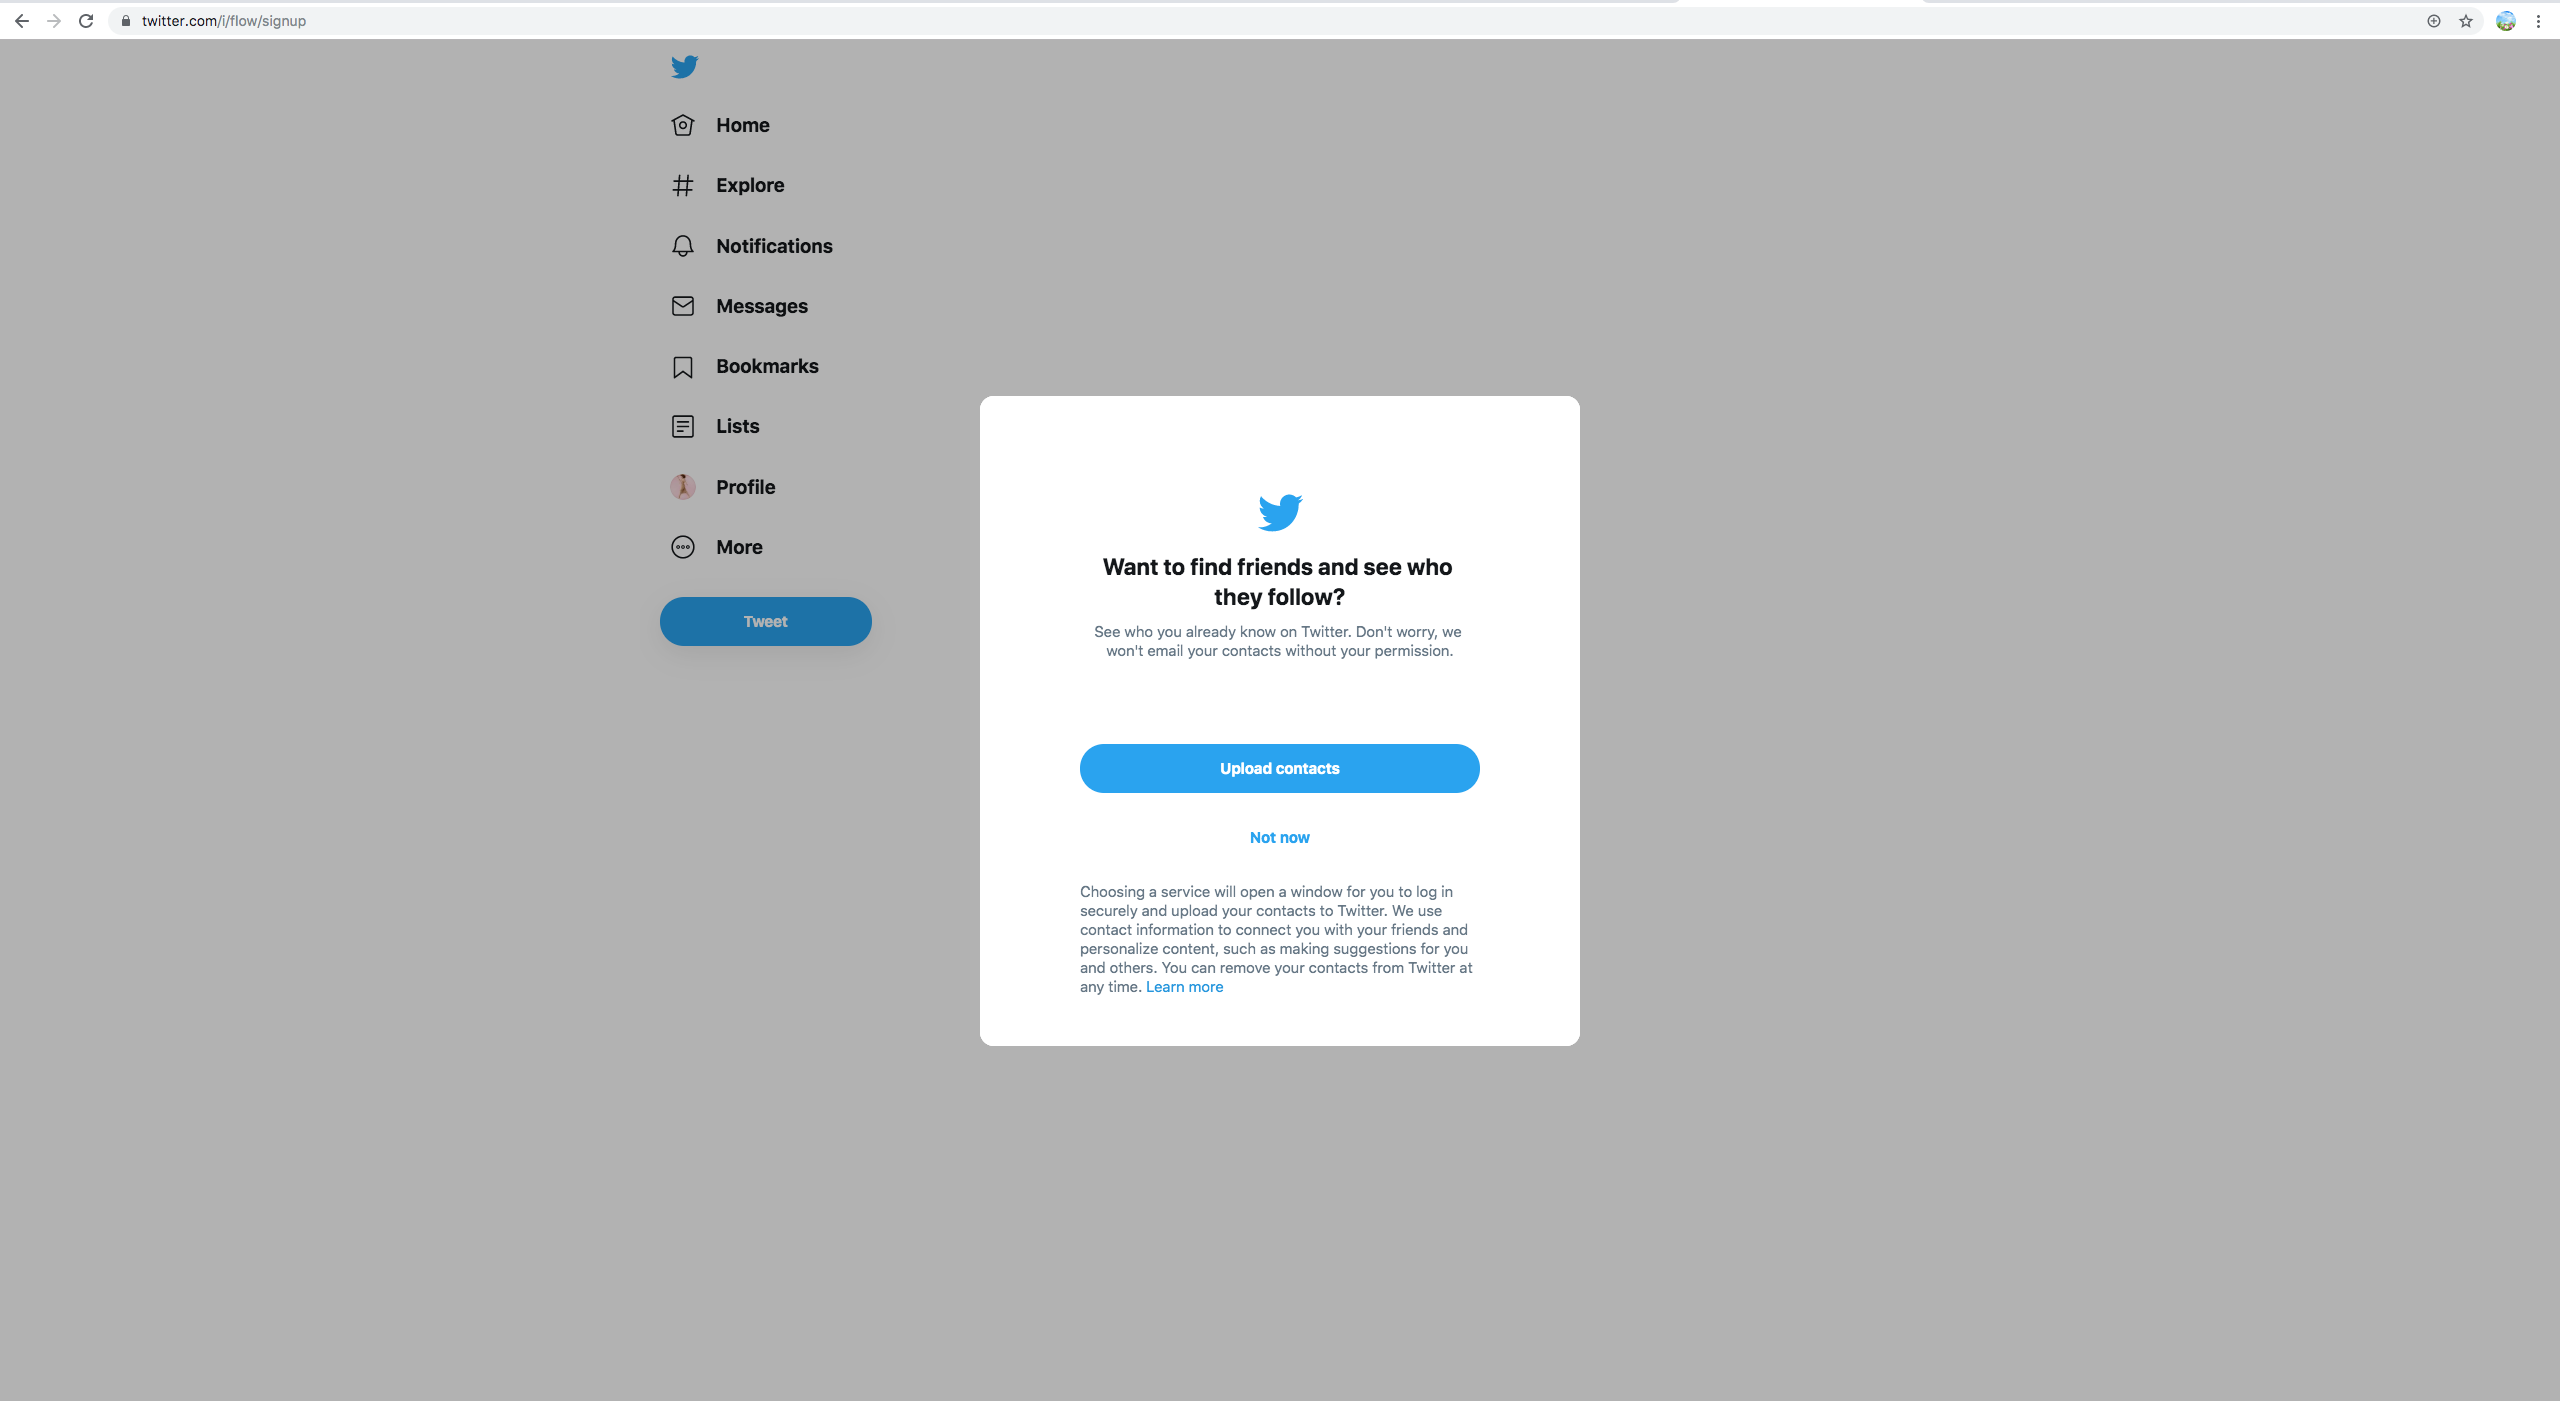 twitter.com/i/flow/signup
Home
Explore
Notifications
Messages
Bookmarks
Lists
Profile
More
Tweet
Want to find friends and see who
they follow?
See who you already know on Twitter. Don't worry, we
won't email your contacts without your permission.
Upload contacts
Not now
Choosing a service will open a window for you to log in
securely and upload your contacts to Twitter. We use
contact information to connect you with your friends and
personalize content, such as making suggestions for you
and others. You can remove your contacts from Twitter at
any time. Learn more